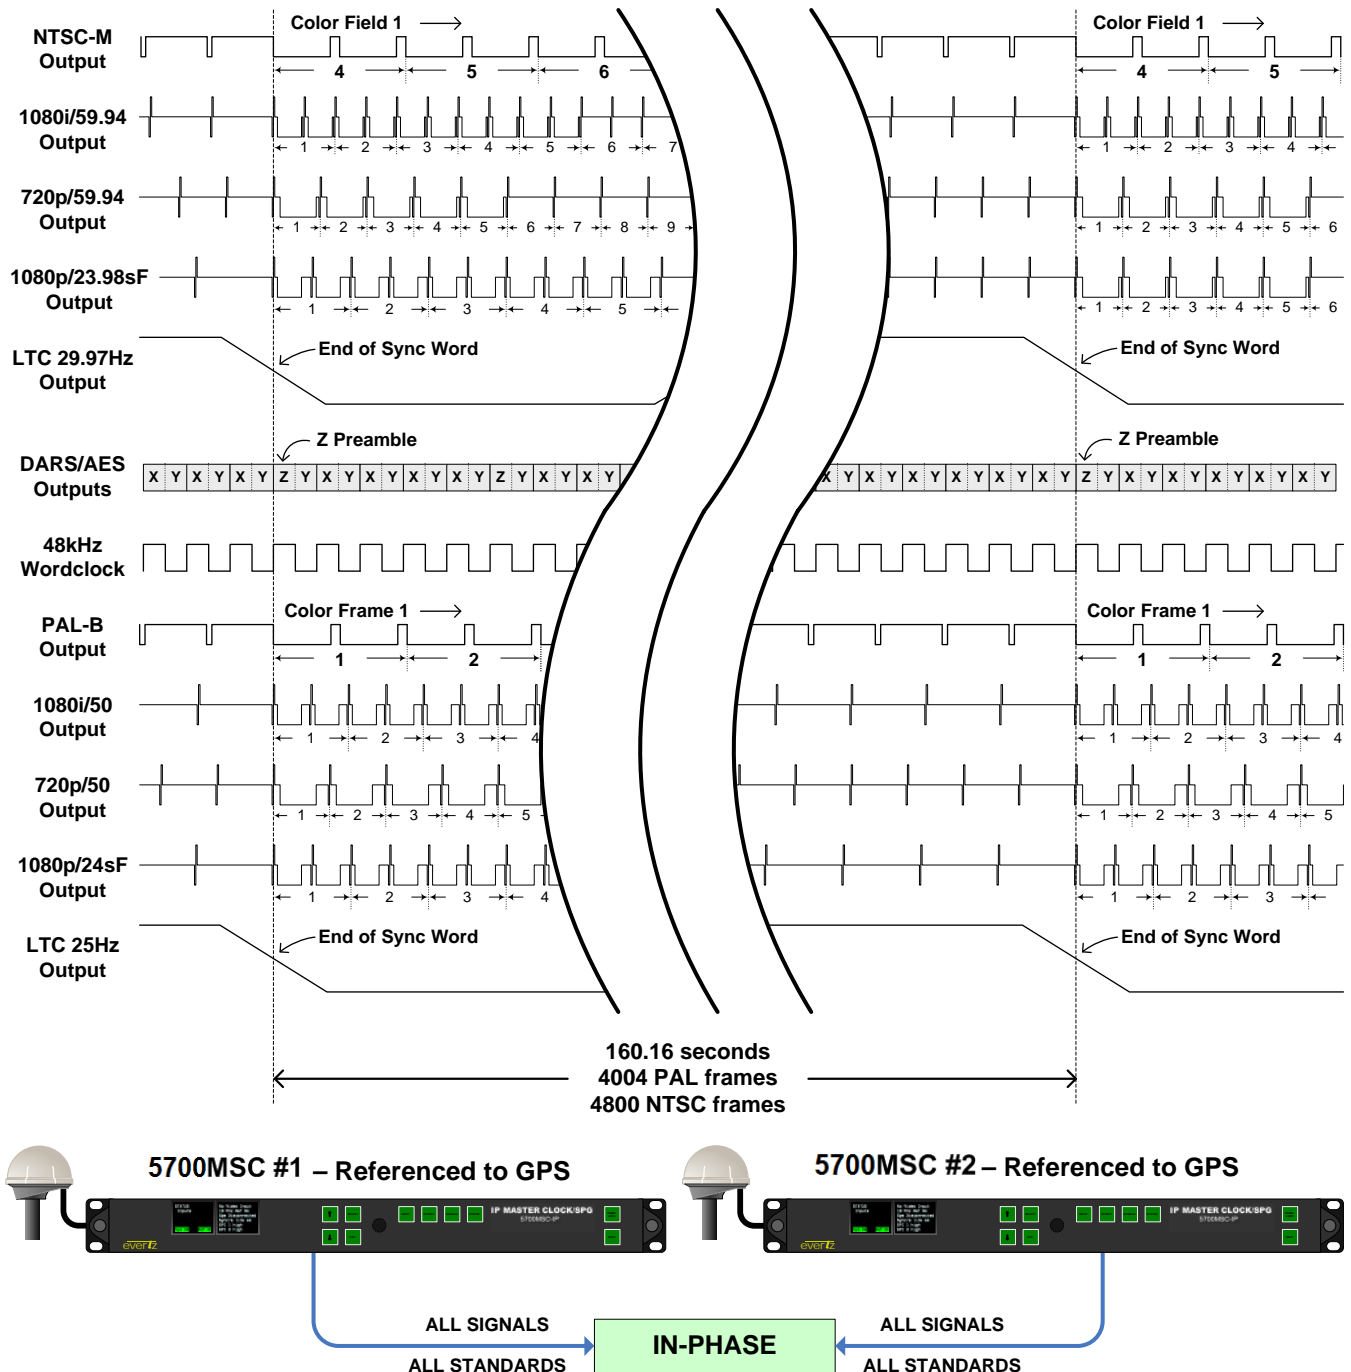 Color Field 1
Color Field 1
NTSC-M
Output
4 5 6
4 5
1080i/59.94
Output
1 2 3 4 5 6 7
1 2 3 4
720p/59.94
Output
1 2 3 4 5 6 7 8 9
1 2 3 4 5 6
1080p/23.98sF
Output
1 2 3 4 5
1 2 3 4 5 6
LTC 29.97Hz
Output
End of Sync Word
End of Sync Word
Z Preamble
Z Preamble
DARS/AES
Outputs
X Y X Y X Y Z Y X Y X Y X Y X Y Z Y X Y X Y
X Y X Y X Y X Y X Y X Y Z Y X Y X Y X Y X Y X Y
48kHz
Wordclock
Color Frame 1
Color Frame 1
PAL-B
Output
1 2
1 2
1080i/50
Output
1 2 3 4
1 2 3 4
720p/50
Output
1 2 3 4 5
1 2 3 4 5
1080p/24sF
Output
1 2 3 4
1 2 3
LTC 25Hz
Output
End of Sync Word
End of Sync Word
160.16 seconds
4004 PAL frames
4800 NTSC frames
5700MSC #1 – Referenced to GPS
5700MSC #2 – Referenced to GPS
IP MASTER CLOCK/SPG
5700MSC-IP
evertz
IP MASTER CLOCK/SPG
5700MSC-IP
evertz
ALL SIGNALS
ALL STANDARDS
IN-PHASE
ALL SIGNALS
ALL STANDARDS